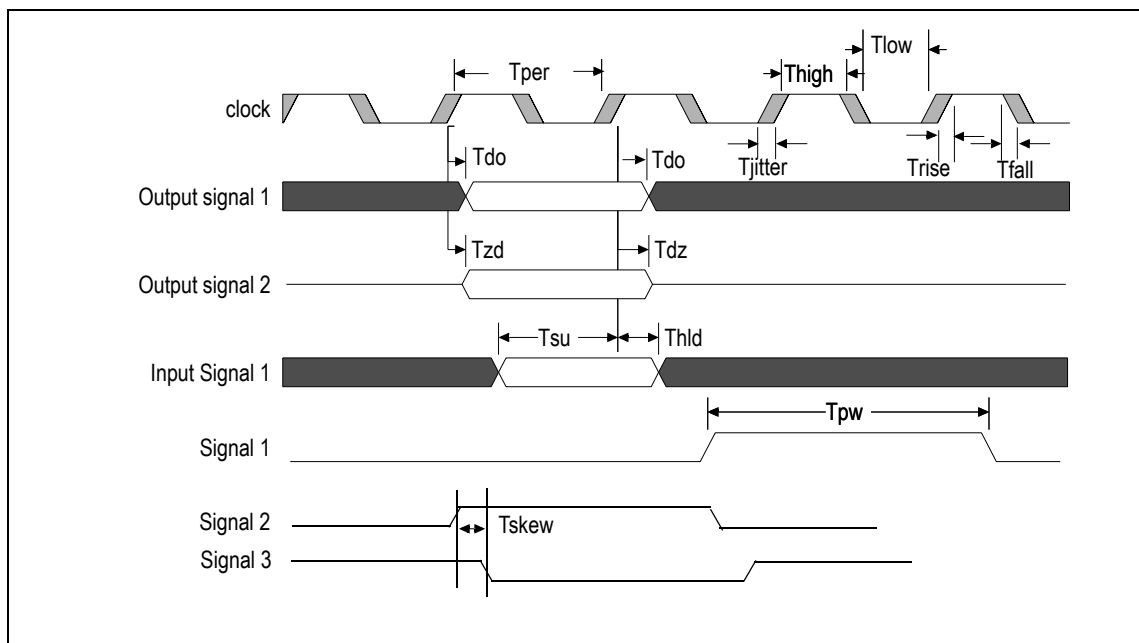 Tlow
Tper
Thigh
clock
Tdo
Tdo
Tjitter
Trise
Tfall
Output signal 1
Tzd
Tdz
Output signal 2
Tsu
Thld
Input Signal 1
Tpw
Signal 1
Signal 2
Tskew
Signal 3